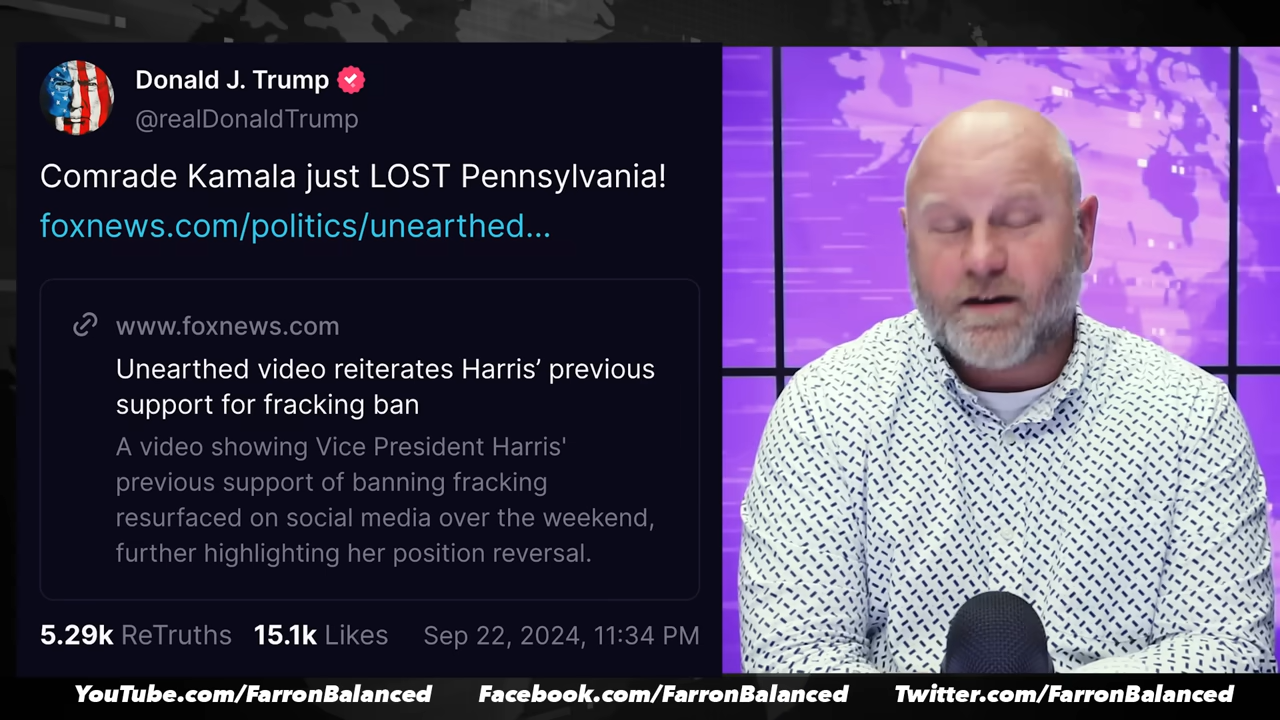 Donald J. Trump
@realDonaldTrump
Comrade Kamala just LOST Pennsylvania!
foxnews.com/politics/unearthed...
www.foxnews.com
Unearthed video reiterates Harris’ previous
support for fracking ban
A video showing Vice President Harris'
previous support of banning fracking
resurfaced on social media over the weekend,
further highlighting her position reversal.
5.29k ReTruths 15.1k Likes Sep 22, 2024, 11:34 PM
YouTube.com/FarronBalanced Facebook.com/FarronBalanced Twitter.com/FarronBalanced